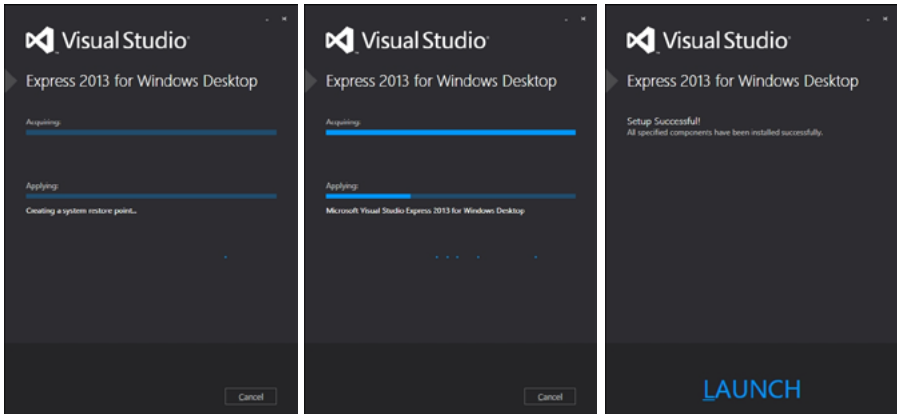 Visual Studio
Express 2013 for Windows Desktop
Acquiring:
Applying:
Creating a system restore point...
Cancel
Visual Studio
Express 2013 for Windows Desktop
Acquiring:
Applying:
Microsoft Visual Studio Express 2013 for Windows Desktop
Cancel
Visual Studio
Express 2013 for Windows Desktop
Setup Successful!
All specified components have been installed successfully.
LAUNCH